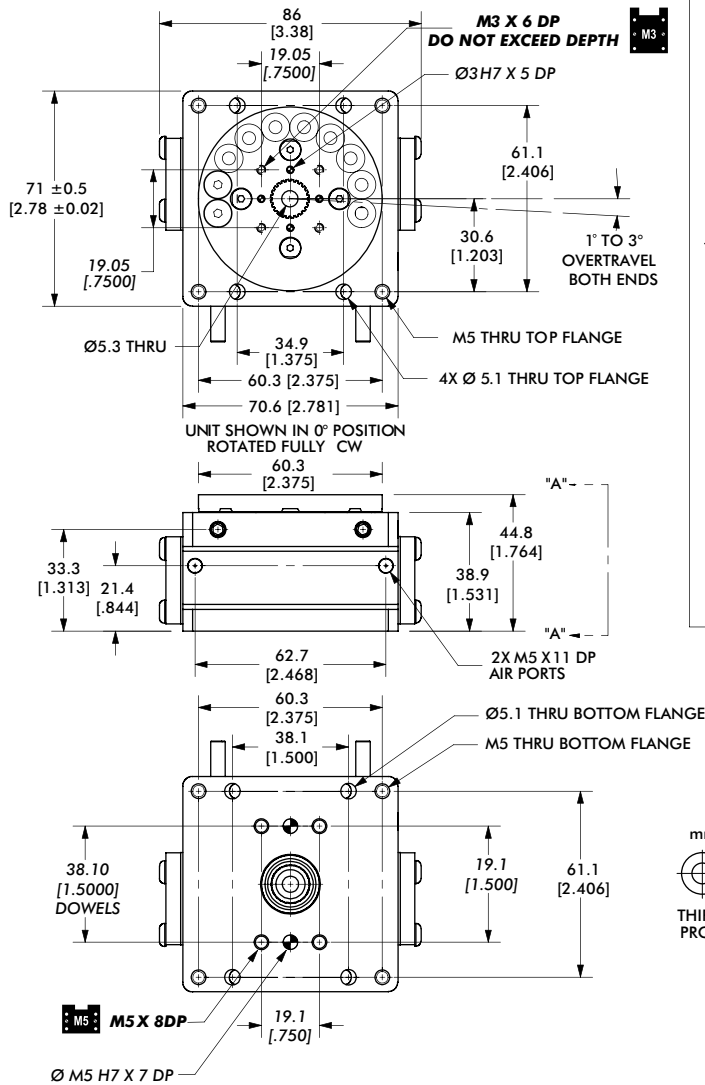 86
[3.38]
M3 X 6 DP
DO NOT EXCEED DEPTH
M3
19.05
[.7500]
Ø3H7 X 5 DP
71 ±0.5
[2.78 ±0.02]
61.1
[2.406]
30.6
[1.203]
1° TO 3°
OVERTRAVEL
BOTH ENDS
19.05
[.7500]
Ø5.3 THRU
34.9
[1.375]
M5 THRU TOP FLANGE
60.3 [2.375]
4X Ø 5.1 THRU TOP FLANGE
70.6 [2.781]
UNIT SHOWN IN 0° POSITION
ROTATED FULLY CW
60.3
[2.375]
"A"
44.8
[1.764]
33.3
[1.313]
21.4
[.844]
38.9
[1.531]
"A"
62.7
[2.468]
2X M5 X 11 DP
AIR PORTS
60.3
[2.375]
38.1
[1.500]
Ø5.1 THRU BOTTOM FLANGE
M5 THRU BOTTOM FLANGE
38.10
[1.5000]
DOWELS
19.1
[1.500]
61.1
[2.406]
M5
M5 X 8DP
19.1
[.750]
Ø M5 H7 X 7 DP